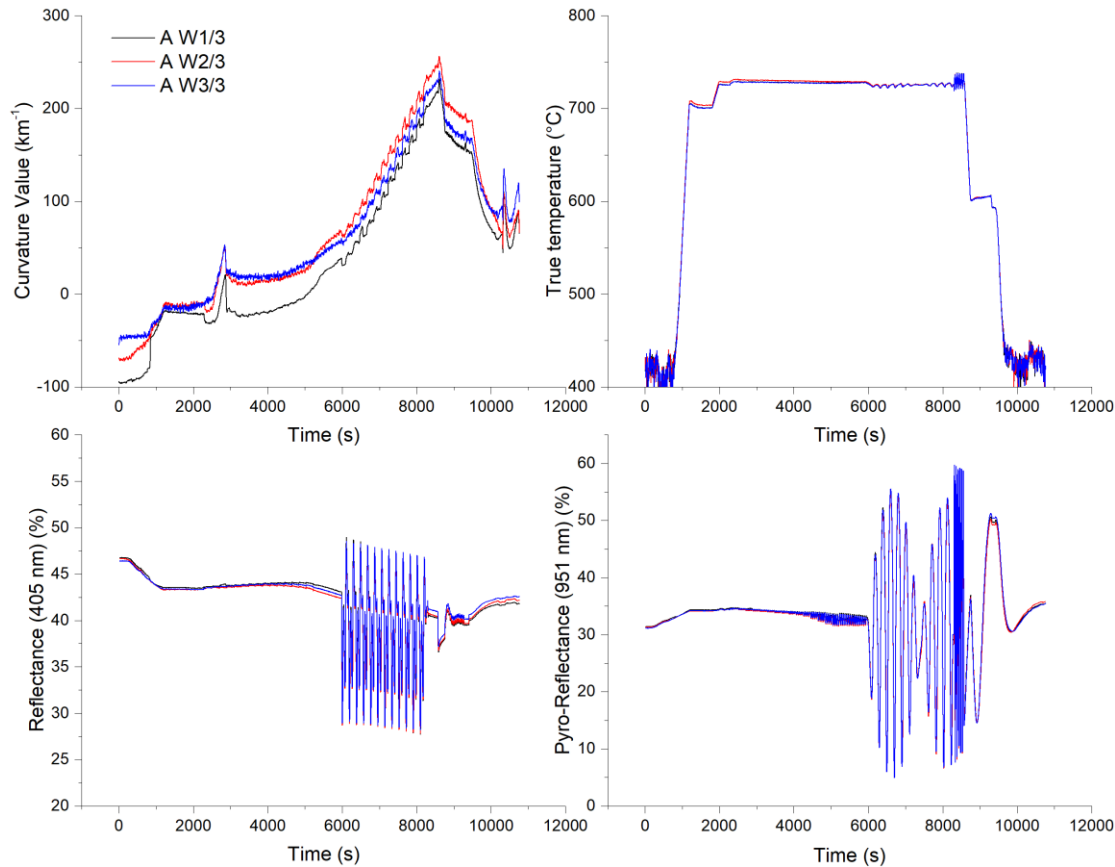 A W1/3
A W2/3
A W3/3
Curvature Value (km⁻¹)
300
200
100
0
-100
0 2000 4000 6000 8000 10000 12000
Time (s)
True temperature (°C)
800
700
600
500
400
0 2000 4000 6000 8000 10000 12000
Time (s)
Reflectance (405 nm) (%)
60
55
50
45
40
35
30
25
20
0 2000 4000 6000 8000 10000 12000
Time (s)
Pyro-Reflectance (951 nm) (%)
60
50
40
30
20
10
0
0 2000 4000 6000 8000 10000 12000
Time (s)